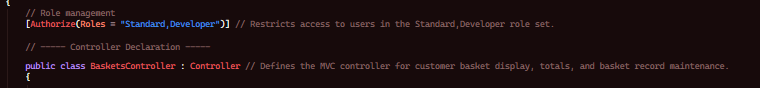 {
// Role management
[Authorize(Roles = "Standard,Developer")] // Restricts access to users in the Standard,Developer role set.
// ----- Controller Declaration -----
public class BasketsController : Controller // Defines the MVC controller for customer basket display, totals, and basket record maintenance.
{